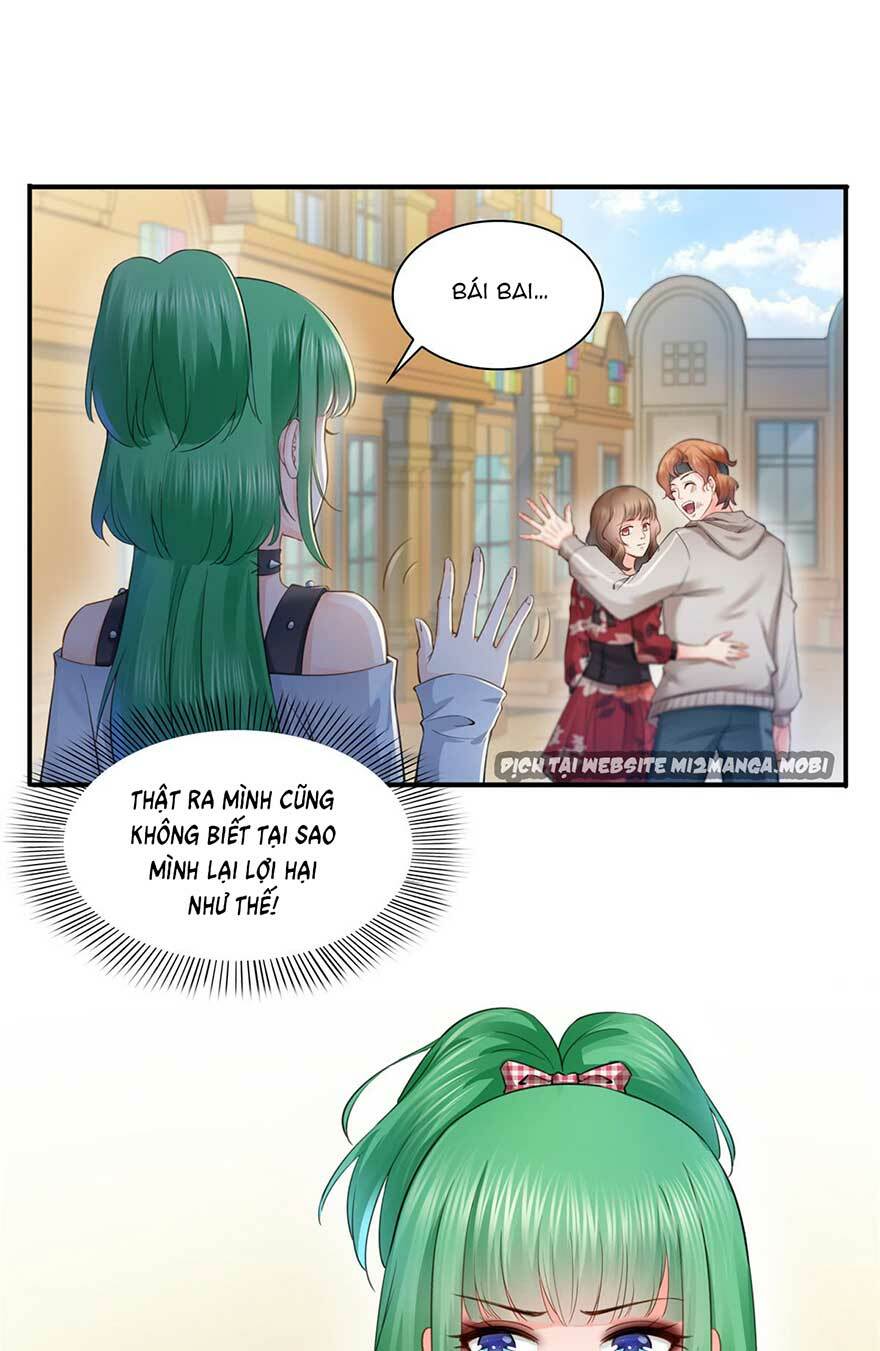 BÁI BAI...
DỊCH TẠI WEBSITE MI2MANGA.MOBI
THẬT RA MÌNH CŨNG
KHÔNG BIẾT TẠI SAO
MÌNH LẠI LỢI HẠI
NHƯ THẾ!